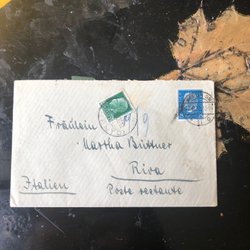 Fräulein
Martha Büttner
Riva
Italien
Poste restante